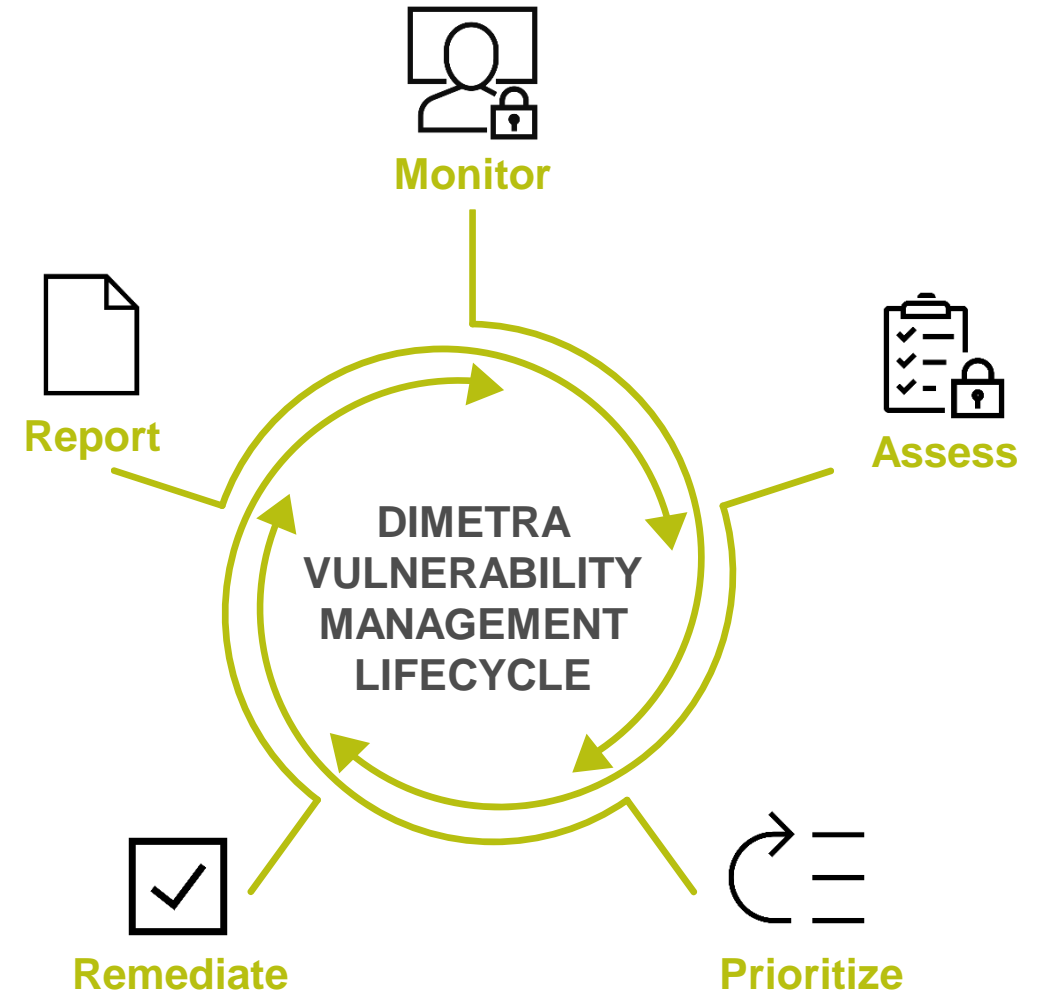 Monitor
Report
Assess
DIMETRA
VULNERABILITY
MANAGEMENT
LIFECYCLE
Remediate
Prioritize